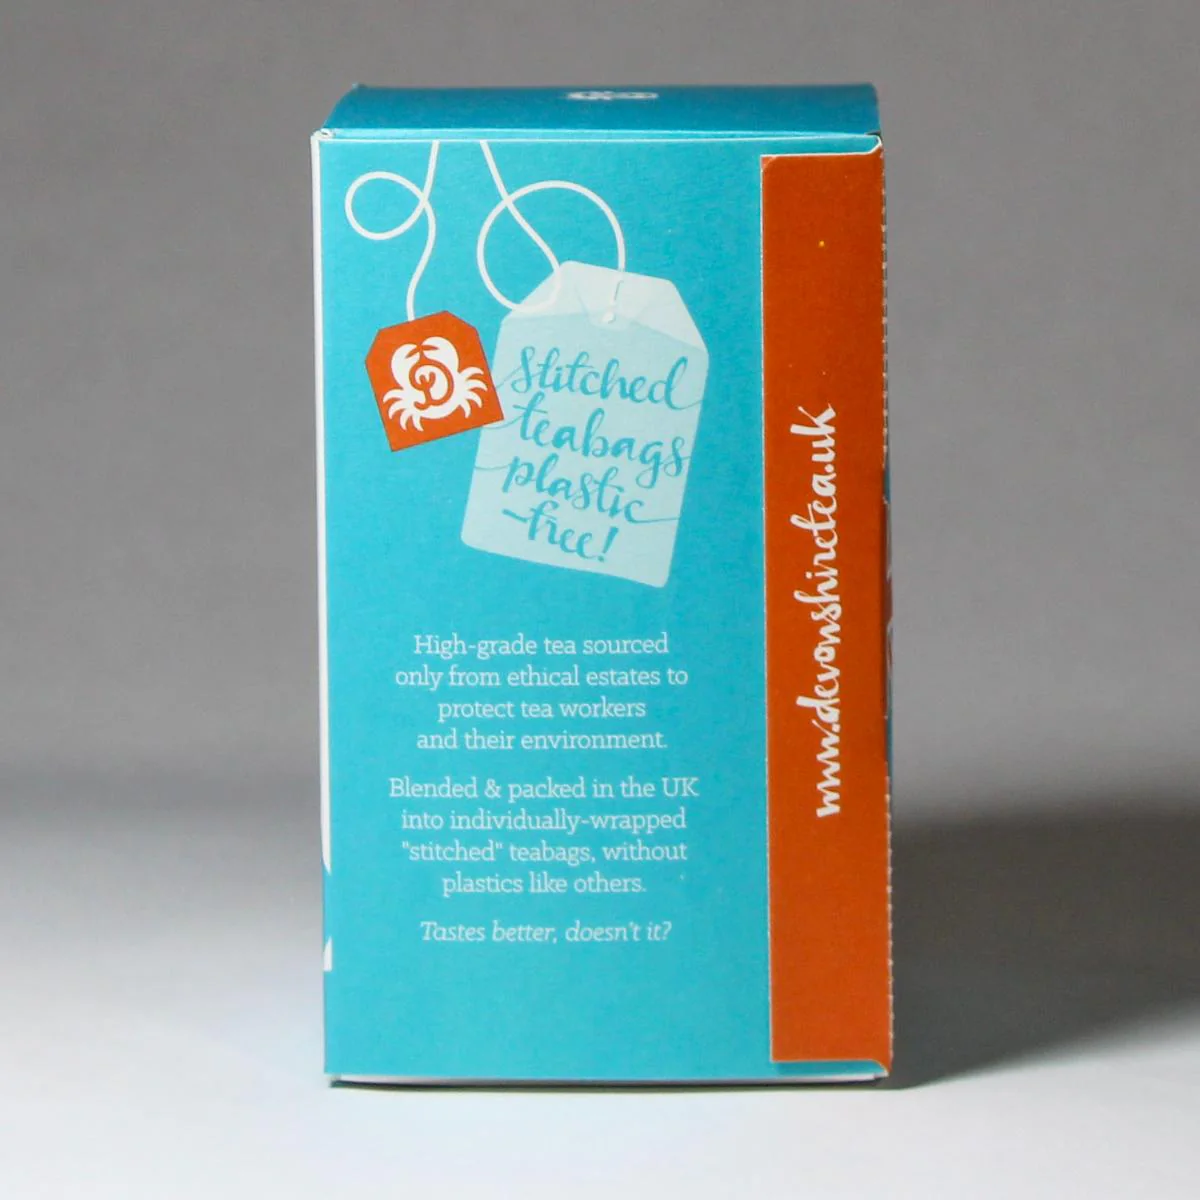 Stitched
teabags
plastic
-free!
High-grade tea sourced
only from ethical estates to
protect tea workers
and their environment.
Blended & packed in the UK
into individually-wrapped
"stitched" teabags, without
plastics like others.
Tastes better, doesn't it?
www.devonshiretea.uk